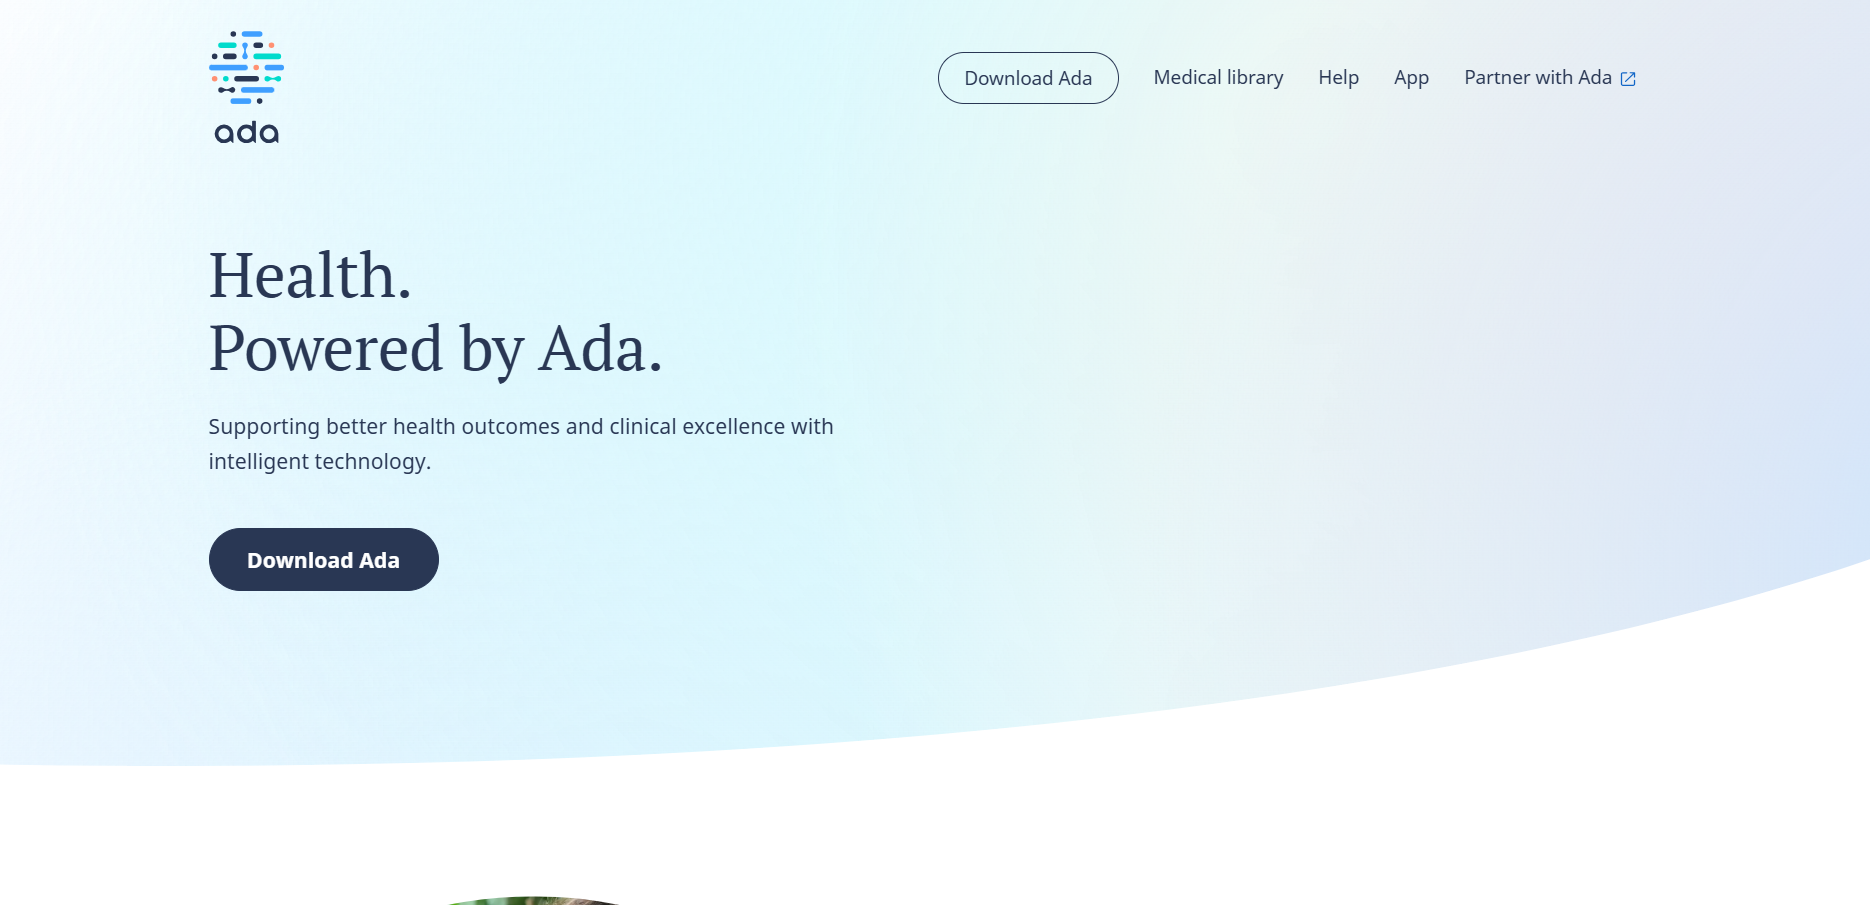 ada
Download Ada
Medical library
Help
App
Partner with Ada
Health.
Powered by Ada.
Supporting better health outcomes and clinical excellence with
intelligent technology.
Download Ada